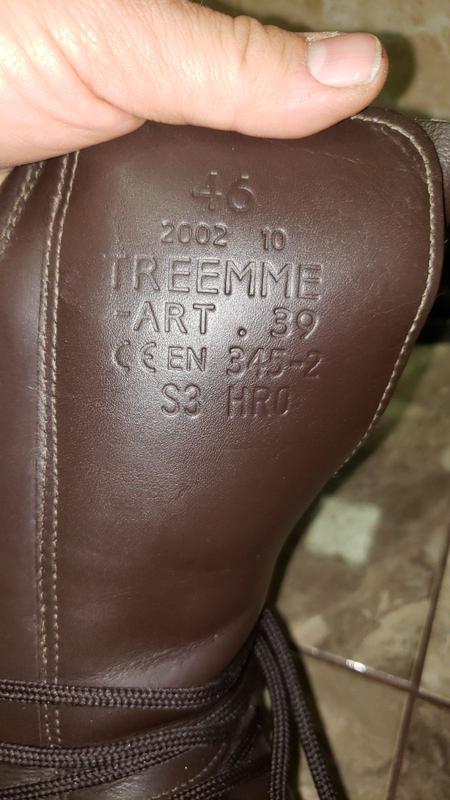 46
2002 10
TREEMME
-ART . 39
CE EN 345-2
S3 HRO